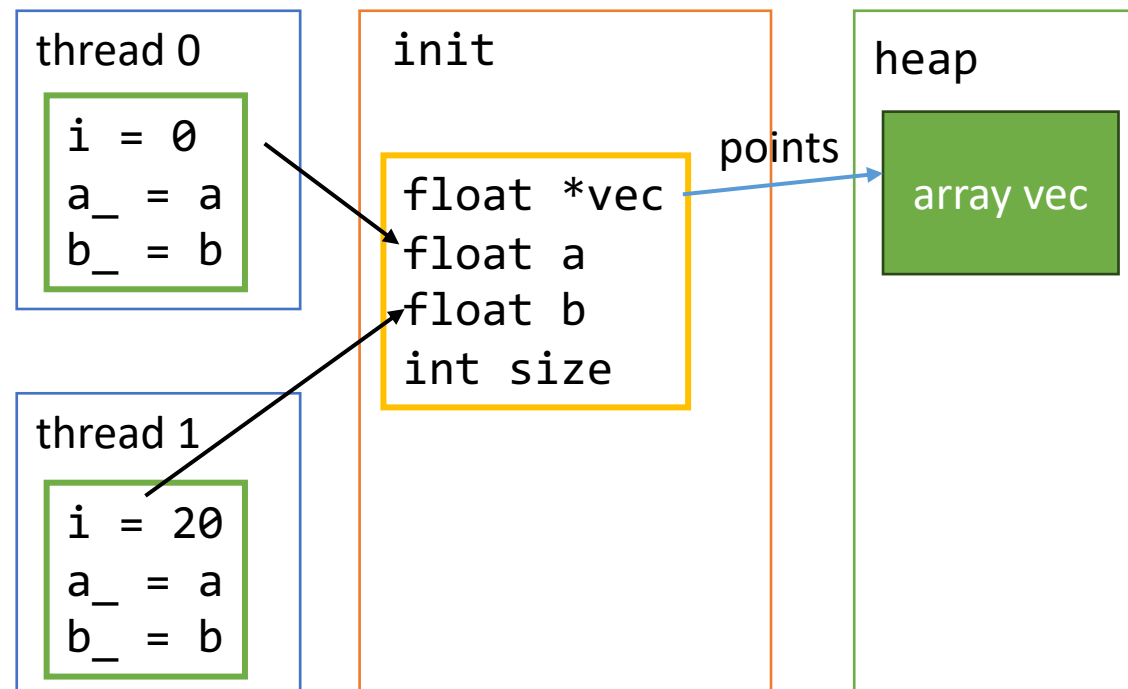 thread 0
i = 0
a_ = a
b_ = b
thread 1
i = 20
a_ = a
b_ = b
init
float *vec
float a
float b
int size
points
heap
array vec